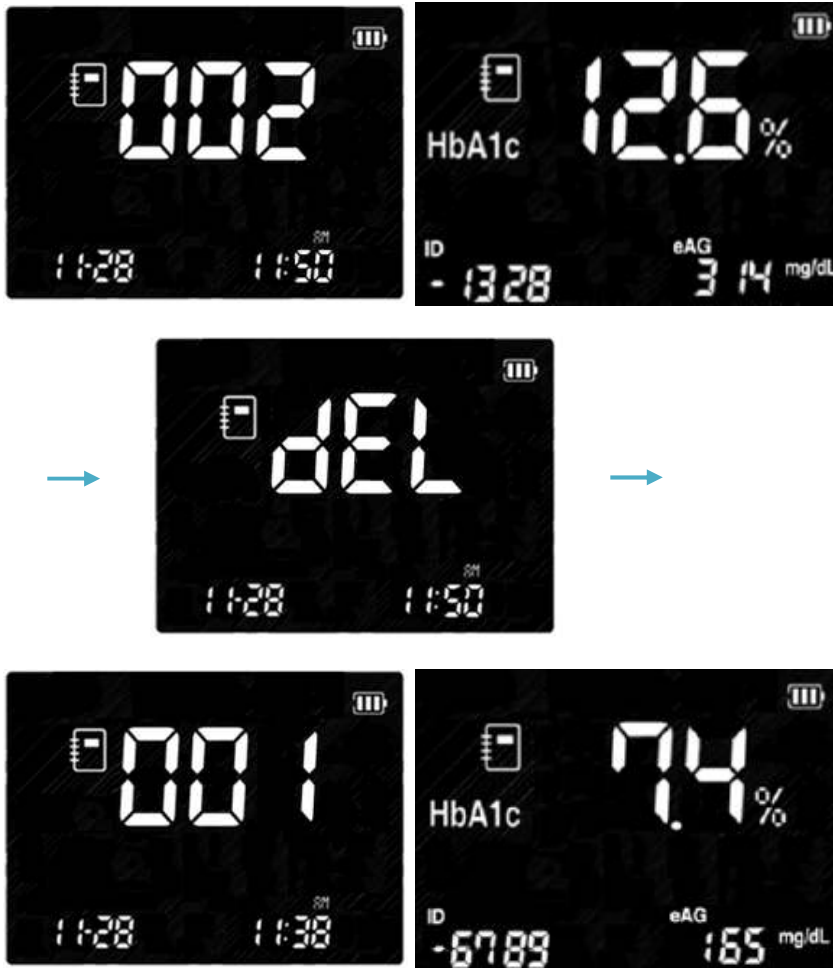 002
AM
11-28 11:50
12.6 %
HbA1c
ID eAG
-1328 314 mg/dL
dEL
AM
11-28 11:50
001
AM
11-28 11:38
7.4 %
HbA1c
ID eAG
-6789 165 mg/dL